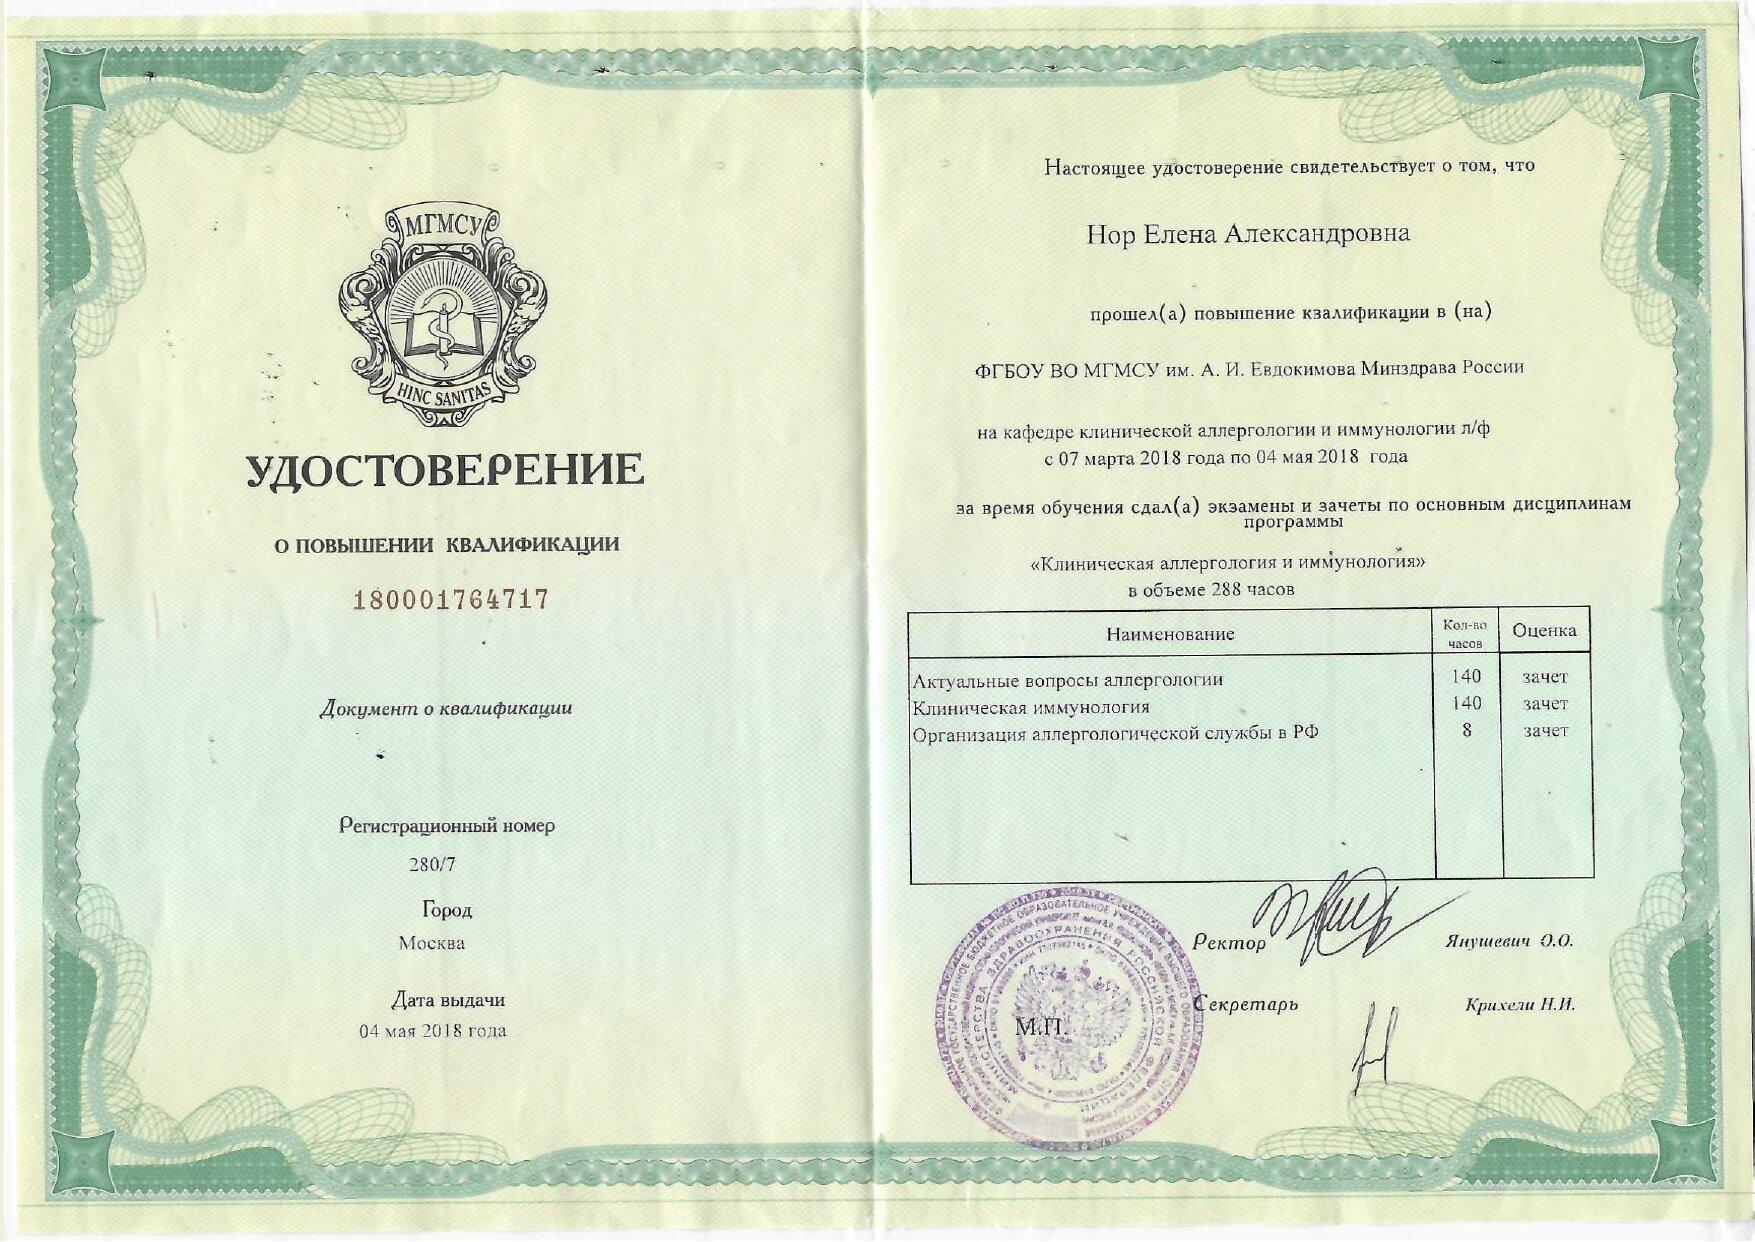 МГМСУ
HINC SANITAS
УДОСТОВЕРЕНИЕ
О ПОВЫШЕНИИ КВАЛИФИКАЦИИ
180001764717
Документ о квалификации
Регистрационный номер
280/7
Город
Москва
Дата выдачи
04 мая 2018 года
Настоящее удостоверение свидетельствует о том, что
Нор Елена Александровна
прошел(а) повышение квалификации в (на)
ФГБОУ ВО МГМСУ им. А. И. Евдокимова Минздрава России
на кафедре клинической аллергологии и иммунологии л/ф
с 07 марта 2018 года по 04 мая 2018 года
за время обучения сдал(а) экзамены и зачеты по основным дисциплинам
программы
«Клиническая аллергология и иммунология»
в объеме 288 часов
Наименование Кол-во часов Оценка
Актуальные вопросы аллергологии 140 зачет
Клиническая иммунология 140 зачет
Организация аллергологической службы в РФ 8 зачет
Ректор Янушевич О.О.
Секретарь Крихели Н.И.
М.П.
МИНИСТЕРСТВА ЗДРАВООХРАНЕНИЯ РОССИЙСКОЙ ФЕДЕРАЦИИ